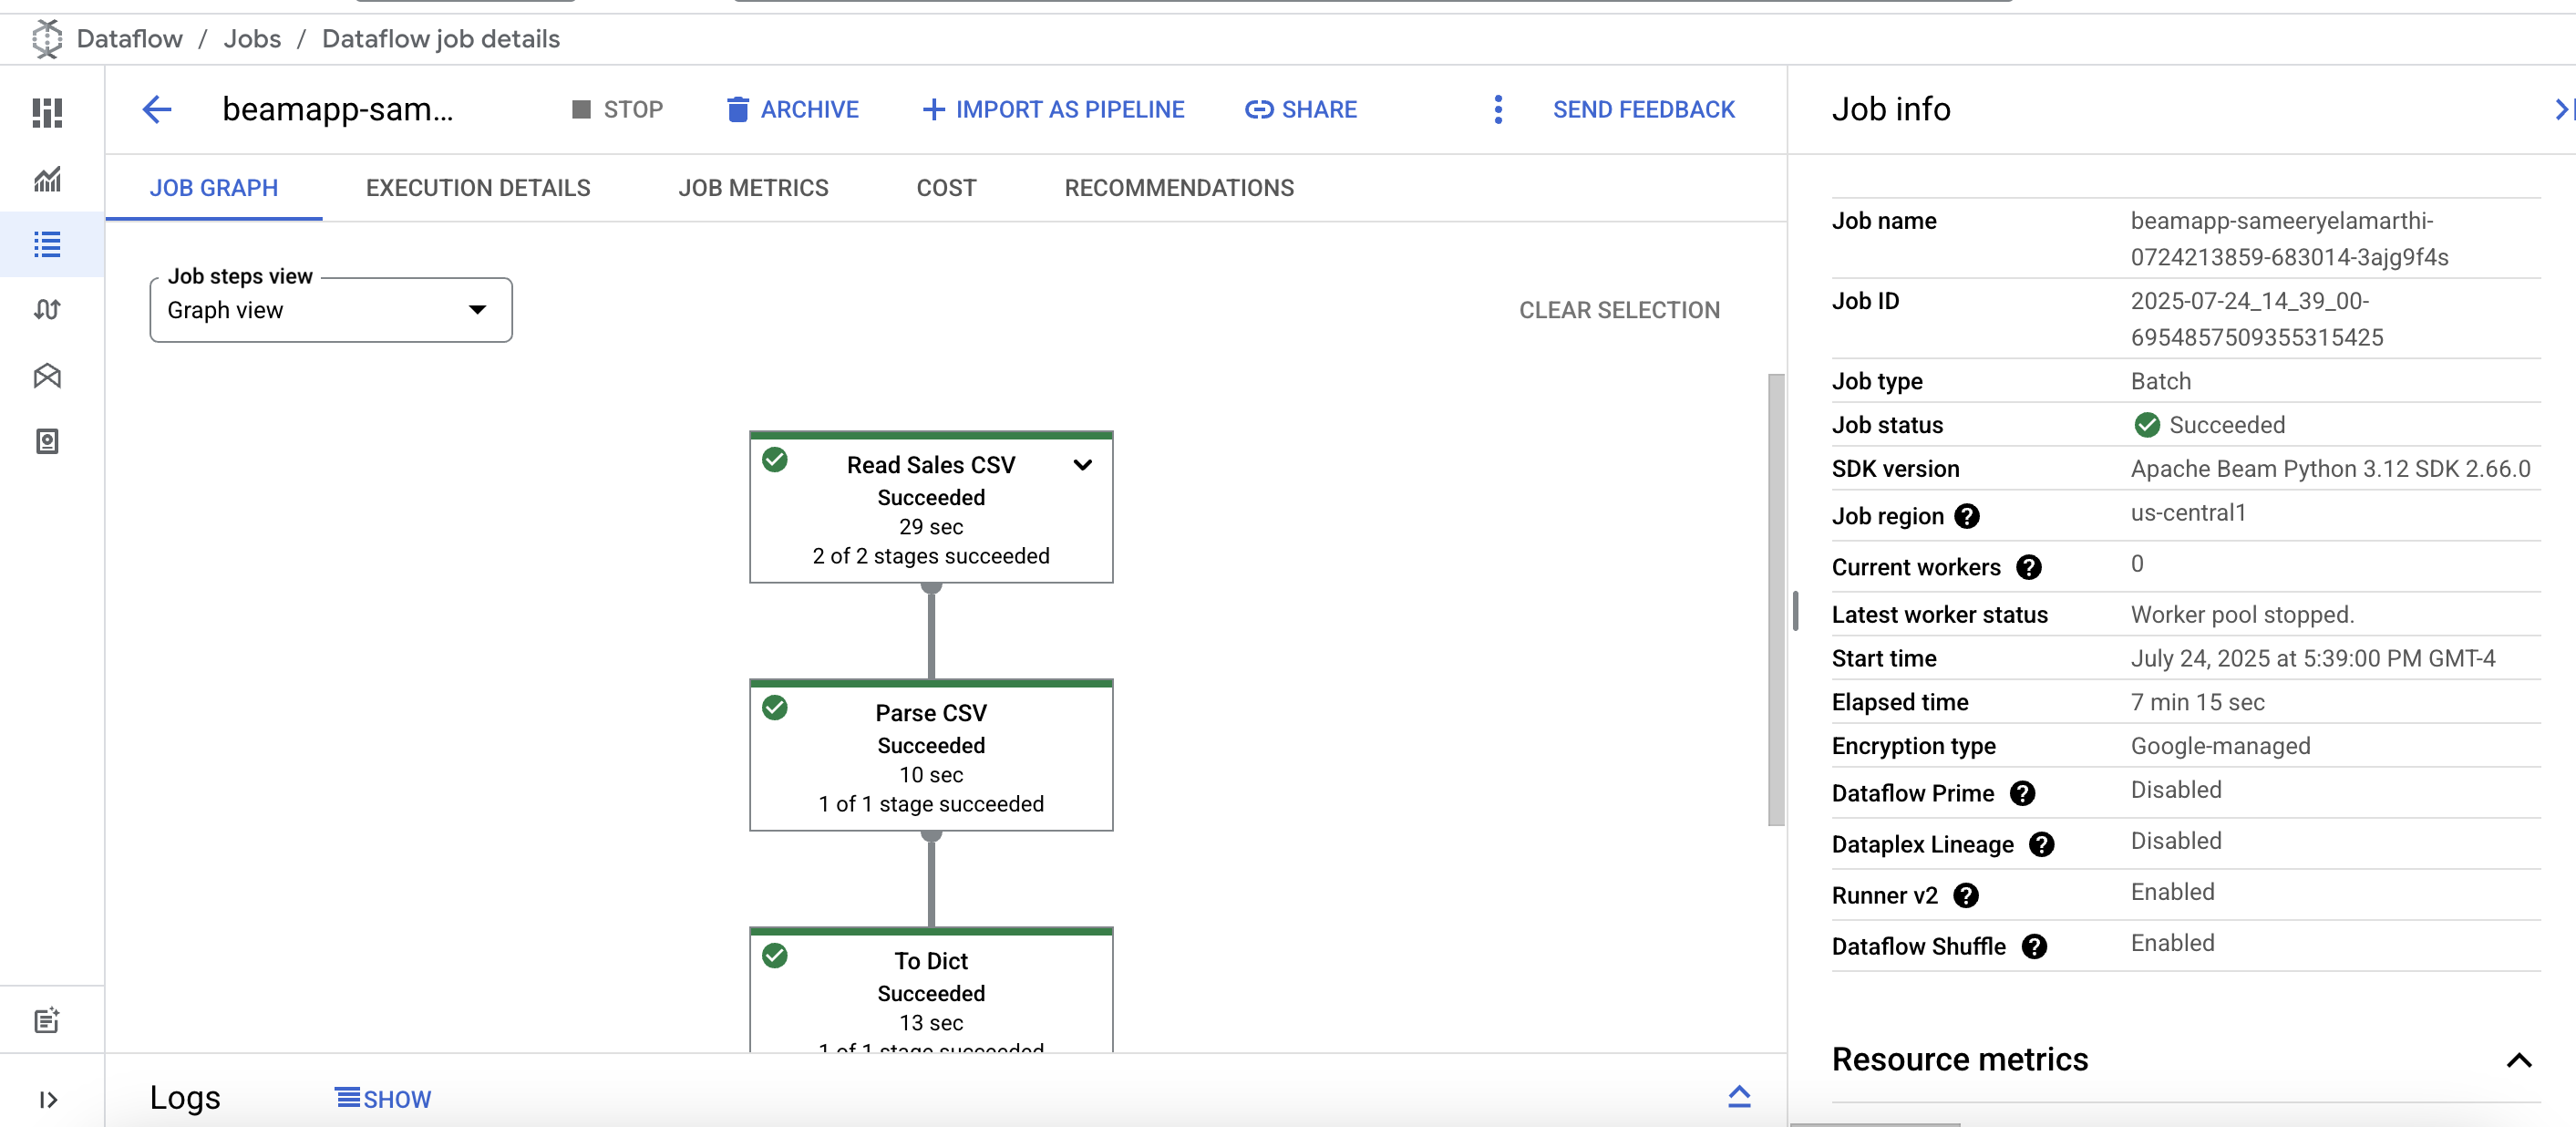 Dataflow / Jobs / Dataflow job details
beamapp-sam...
STOP
ARCHIVE
IMPORT AS PIPELINE
SHARE
SEND FEEDBACK
JOB GRAPH
EXECUTION DETAILS
JOB METRICS
COST
RECOMMENDATIONS
Job steps view
Graph view
CLEAR SELECTION
Read Sales CSV
Succeeded
29 sec
2 of 2 stages succeeded
Parse CSV
Succeeded
10 sec
1 of 1 stage succeeded
To Dict
Succeeded
13 sec
1 of 1 stage succeeded
Logs
SHOW
Job info
Job name
beamapp-sameeryelamarthi-
0724213859-683014-3ajg9f4s
Job ID
2025-07-24_14_39_00-
6954857509355315425
Job type
Batch
Job status
Succeeded
SDK version
Apache Beam Python 3.12 SDK 2.66.0
Job region
us-central1
Current workers
0
Latest worker status
Worker pool stopped.
Start time
July 24, 2025 at 5:39:00 PM GMT-4
Elapsed time
7 min 15 sec
Encryption type
Google-managed
Dataflow Prime
Disabled
Dataplex Lineage
Disabled
Runner v2
Enabled
Dataflow Shuffle
Enabled
Resource metrics